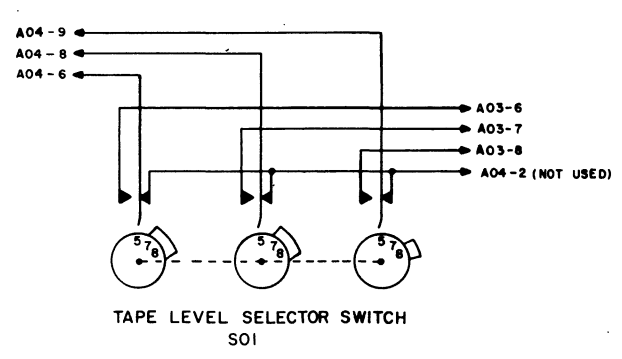 A04-9
A04-8
A04-6
A03-6
A03-7
A03-8
A04-2 (NOT USED)
5 7 8
5 7 8
5 7 8
TAPE LEVEL SELECTOR SWITCH
S01